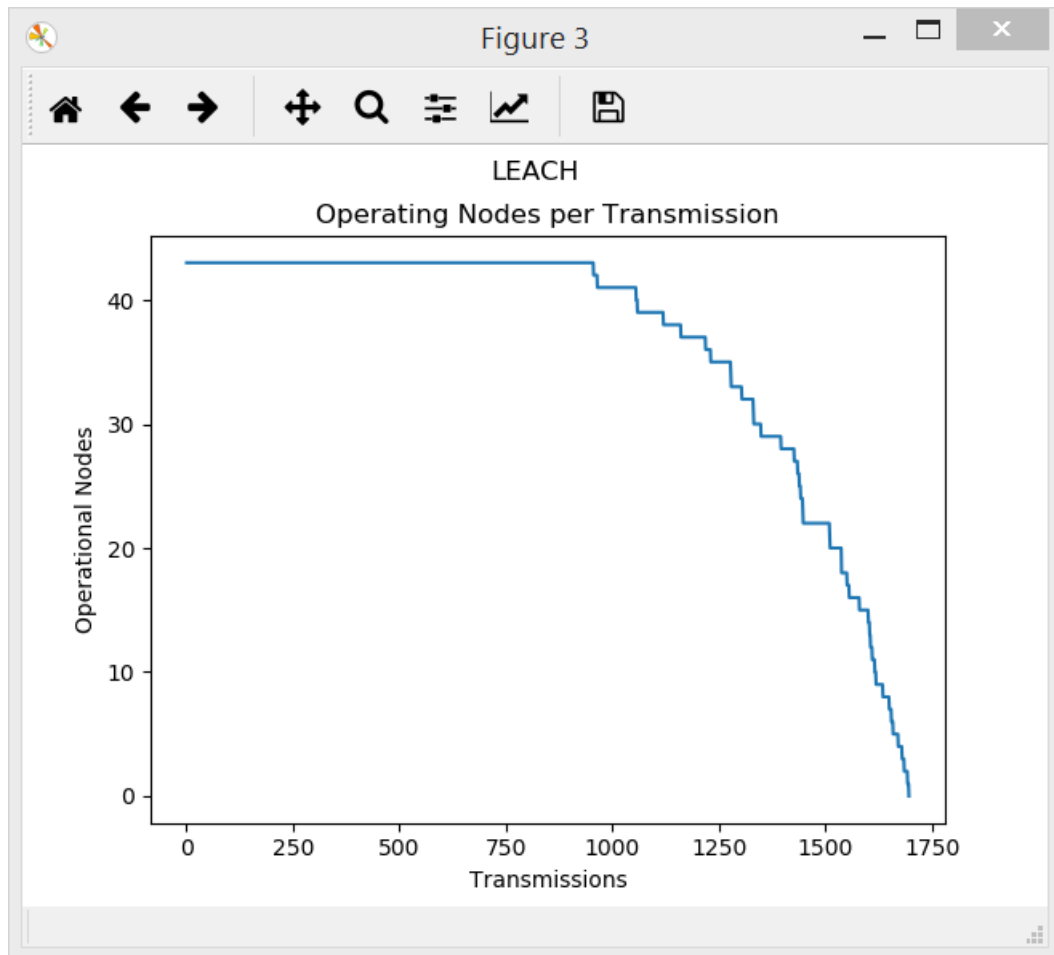 Figure 3
LEACH
Operating Nodes per Transmission
Operational Nodes
40
30
20
10
0
0 250 500 750 1000 1250 1500 1750
Transmissions